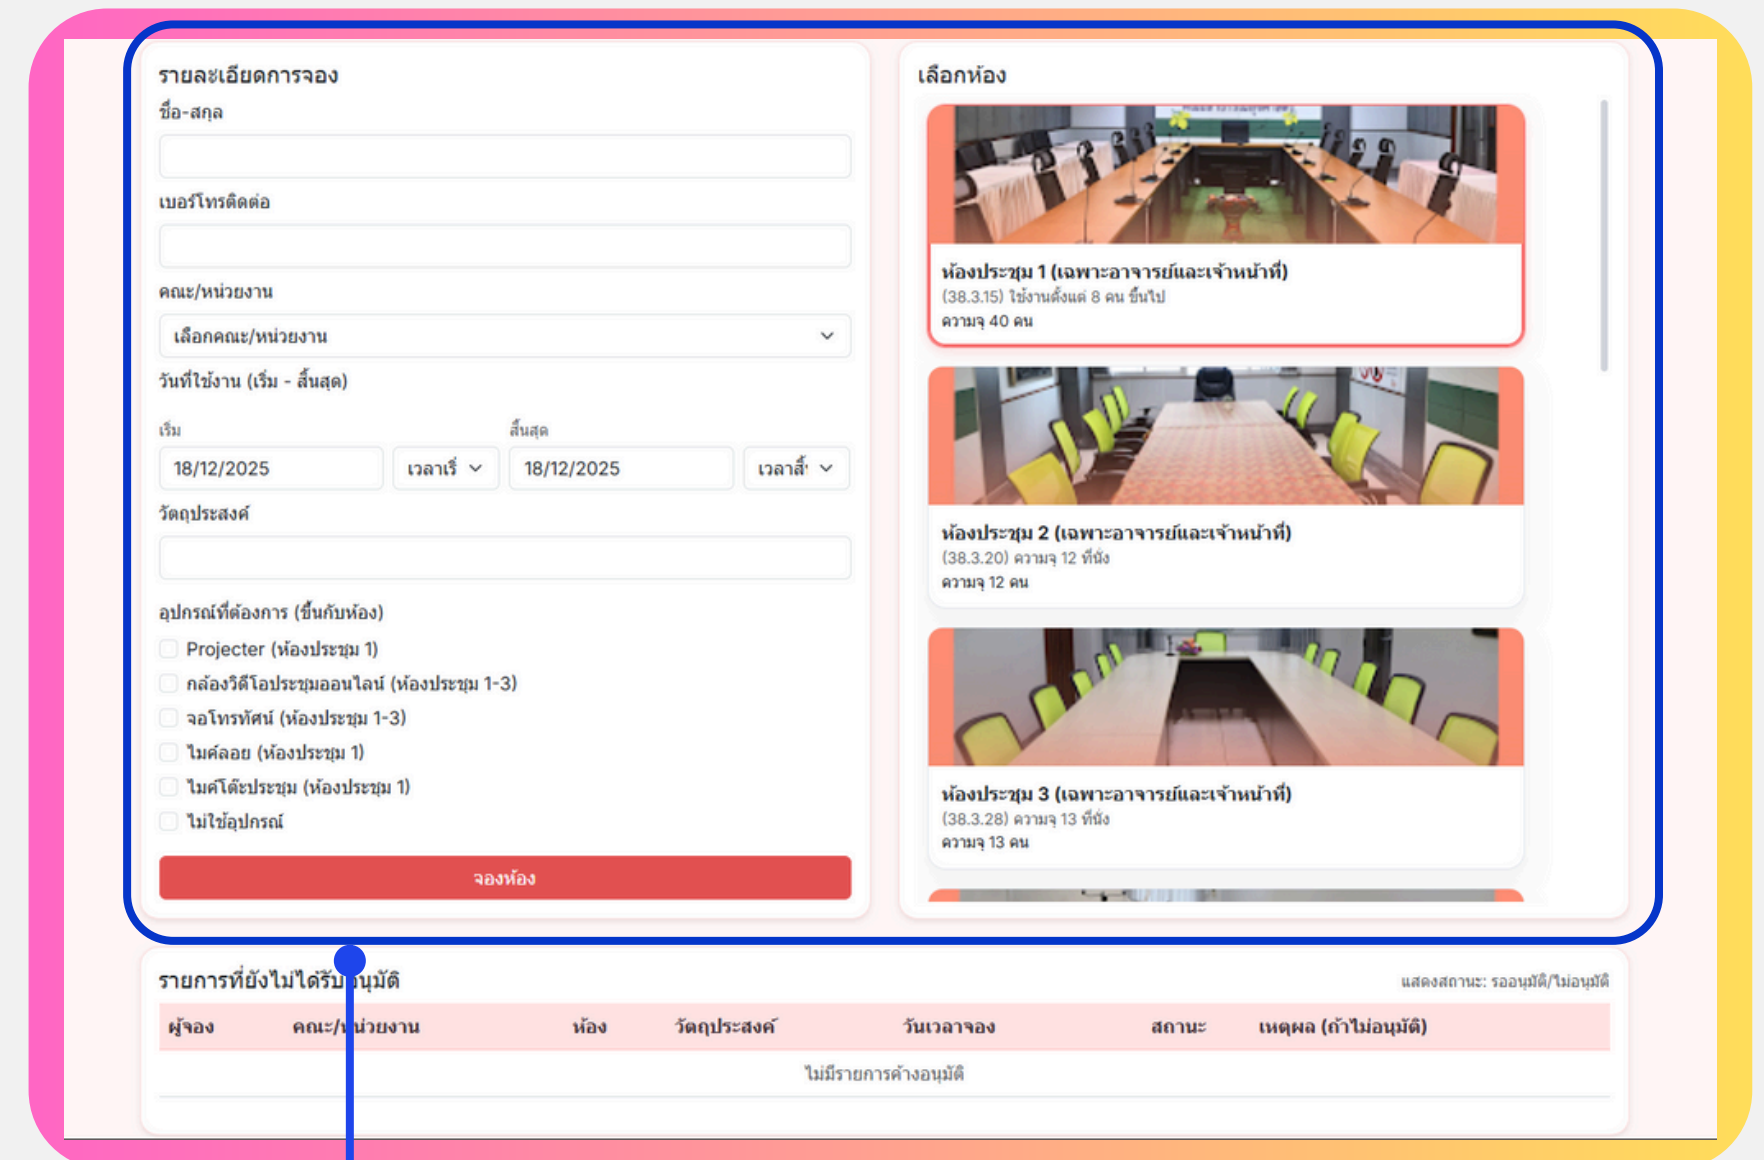 รายละเอียดการจอง
ชื่อ-สกุล
เบอร์โทรติดต่อ
คณะ/หน่วยงาน
เลือกคณะ/หน่วยงาน
วันที่ใช้งาน (เริ่ม - สิ้นสุด)
เริ่ม สิ้นสุด
18/12/2025 เวลาเริ่ 18/12/2025 เวลาสิ้
วัตถุประสงค์
อุปกรณ์ที่ต้องการ (ขึ้นกับห้อง)
Projecter (ห้องประชุม 1)
กล้องวิดีโอประชุมออนไลน์ (ห้องประชุม 1-3)
จอโทรทัศน์ (ห้องประชุม 1-3)
ไมค์ลอย (ห้องประชุม 1)
ไมค์โต๊ะประชุม (ห้องประชุม 1)
ไม่ใช้อุปกรณ์
จองห้อง
เลือกห้อง
ห้องประชุม 1 (เฉพาะอาจารย์และเจ้าหน้าที่)
(38.3.15) ใช้งานตั้งแต่ 8 คน ขึ้นไป
ความจุ 40 คน
ห้องประชุม 2 (เฉพาะอาจารย์และเจ้าหน้าที่)
(38.3.20) ความจุ 12 ที่นั่ง
ความจุ 12 คน
ห้องประชุม 3 (เฉพาะอาจารย์และเจ้าหน้าที่)
(38.3.28) ความจุ 13 ที่นั่ง
ความจุ 13 คน
รายการที่ยังไม่ได้รับอนุมัติ
แสดงสถานะ: รออนุมัติ/ไม่อนุมัติ
ผู้จอง คณะ/หน่วยงาน ห้อง วัตถุประสงค์ วันเวลาจอง สถานะ เหตุผล (ถ้าไม่อนุมัติ)
ไม่มีรายการค้างอนุมัติ